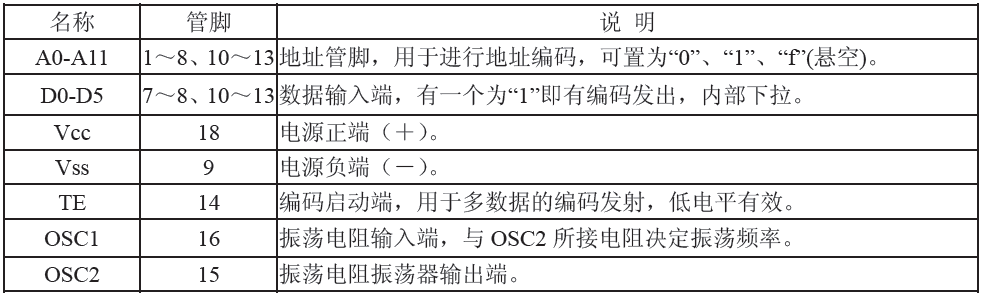 名称 管脚 说 明
A0-A11 1～8、10～13 地址管脚，用于进行地址编码，可置为“0”、“1”、“f”(悬空)。
D0-D5 7～8、10～13 数据输入端，有一个为“1”即有编码发出，内部下拉。
Vcc 18 电源正端（＋）。
Vss 9 电源负端（－）。
TE 14 编码启动端，用于多数据的编码发射，低电平有效。
OSC1 16 振荡电阻输入端，与 OSC2 所接电阻决定振荡频率。
OSC2 15 振荡电阻振荡器输出端。